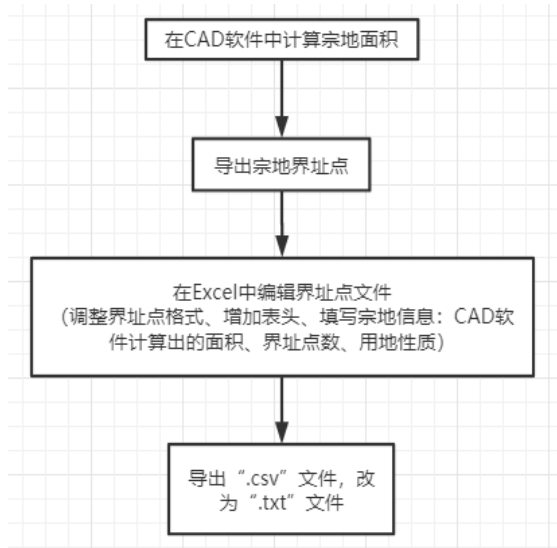 在CAD软件中计算宗地面积
导出宗地界址点
在Excel中编辑界址点文件
（调整界址点格式、增加表头、填写宗地信息：CAD软
件计算出的面积、界址点数、用地性质）
导出“.csv”文件，改
为“.txt”文件